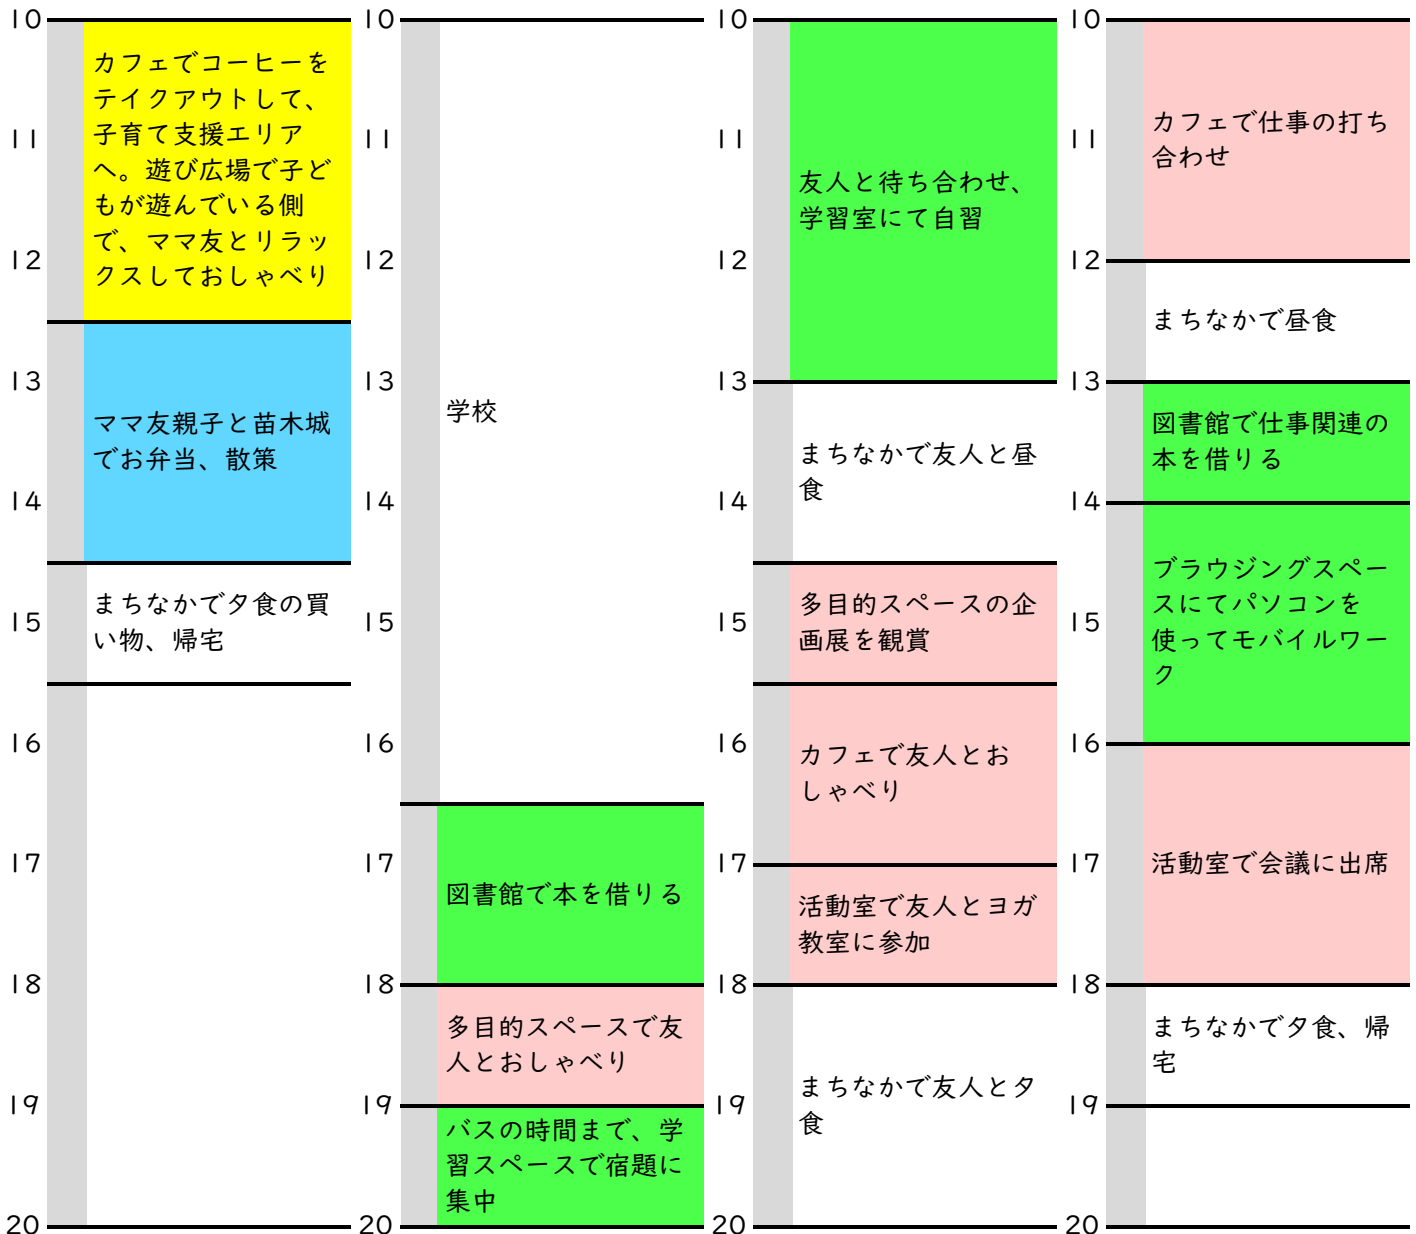 10
カフェでコーヒーを
テイクアウトして、
子育て支援エリア
へ。遊び広場で子ど
もが遊んでいる側
で、ママ友とリラッ
クスしておしゃべり
11
12
ママ友親子と苗木城
でお弁当、散策
13
14
まちなかで夕食の買
い物、帰宅
15
16
17
18
19
20
10
11
12
13
学校
14
15
16
17
図書館で本を借りる
18
多目的スペースで友
人とおしゃべり
19
バスの時間まで、学
習スペースで宿題に
集中
20
10
11
友人と待ち合わせ、
学習室にて自習
12
13
まちなかで友人と昼
食
14
多目的スペースの企
画展を観賞
15
16
カフェで友人とお
しゃべり
17
活動室で友人とヨガ
教室に参加
18
まちなかで友人と夕
食
19
20
10
カフェで仕事の打ち
合わせ
11
12
まちなかで昼食
13
図書館で仕事関連の
本を借りる
14
ブラウジングスペー
スにてパソコンを
使ってモバイルワー
ク
15
16
活動室で会議に出席
17
18
まちなかで夕食、帰
宅
19
20